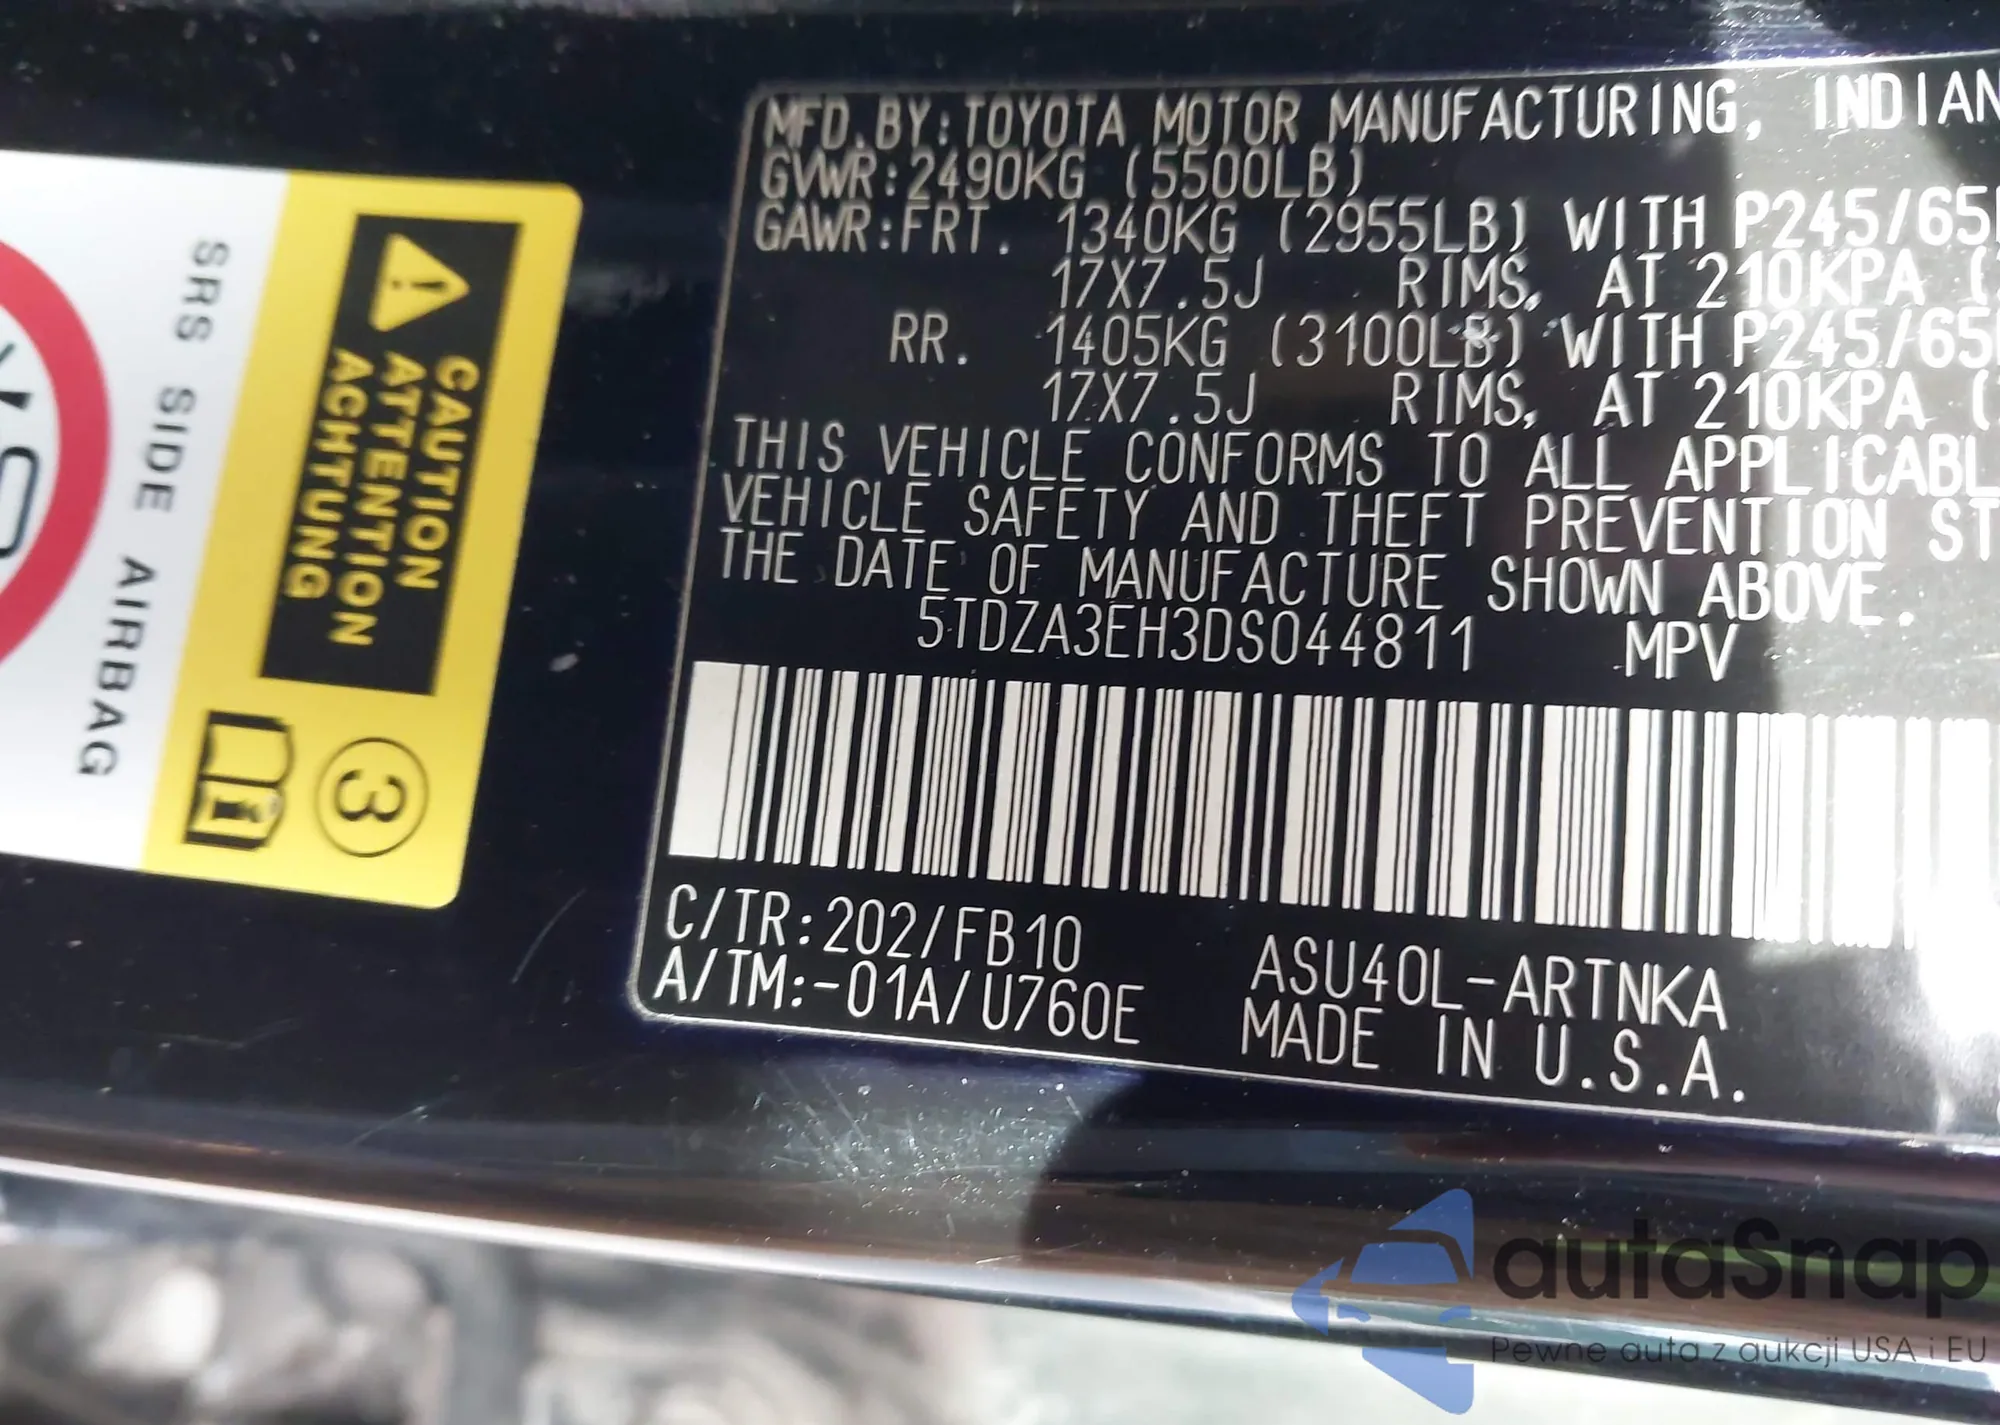 MFD.BY:TOYOTA MOTOR MANUFACTURING, INDIAN
GVWR:2490KG (5500LB)
GAWR:FRT. 1340KG (2955LB) WITH P245/65
17X7.5J RIMS, AT 210KPA (
RR. 1405KG (3100LB) WITH P245/65
17X7.5J RIMS, AT 210KPA (
THIS VEHICLE CONFORMS TO ALL APPLICABL
VEHICLE SAFETY AND THEFT PREVENTION ST
THE DATE OF MANUFACTURE SHOWN ABOVE.
5TDZA3EH3DS044811 MPV
C/TR:202/FB10 ASU40L-ARTNKA
A/TM:-01A/U760E MADE IN U.S.A.
CAUTION
ATTENTION
ACHTUNG
3
SRS SIDE AIRBAG
autaSnap
Pewne auta z aukcji USA i EU